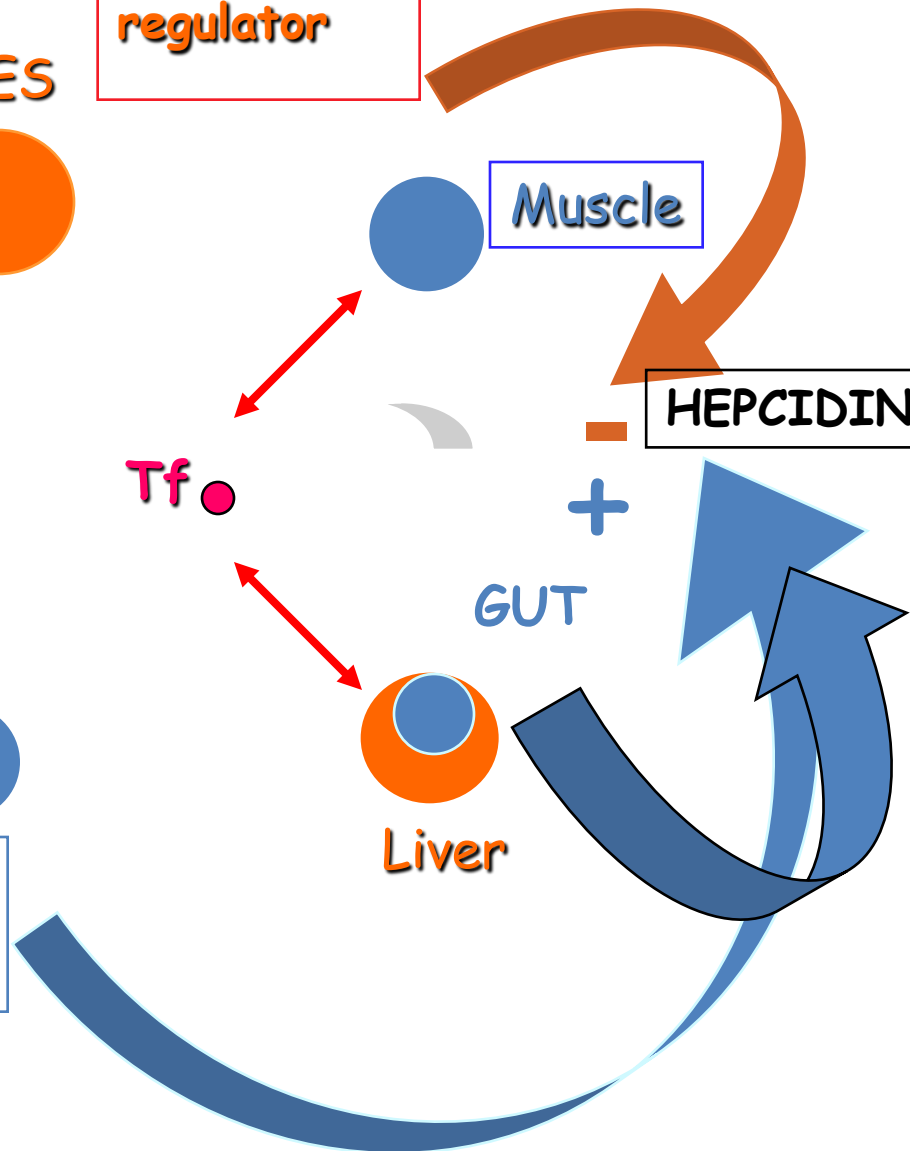 regulator
ES
Muscle
HEPCIDIN
Tf
-
+
GUT
Liver